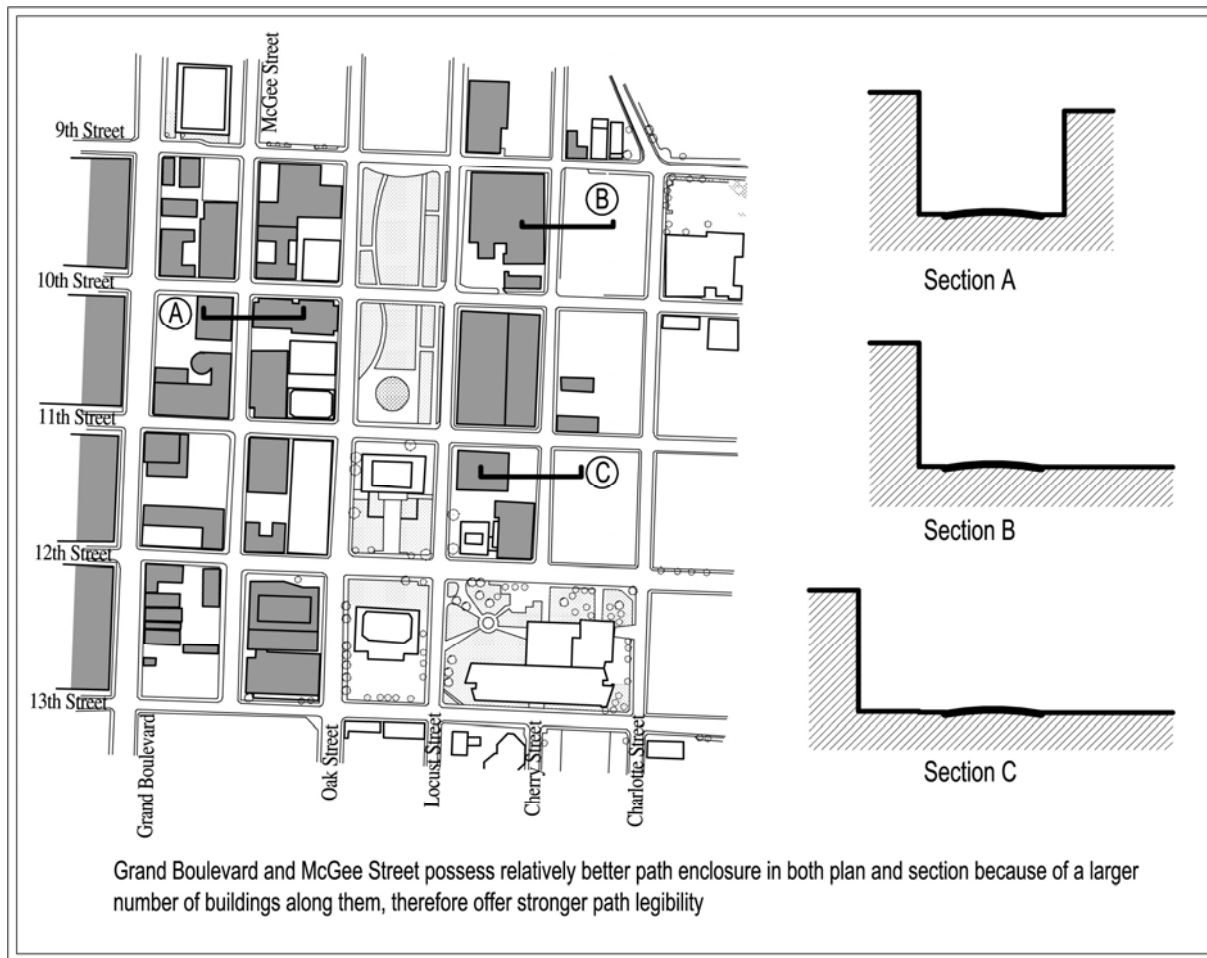 McGee Street
9th Street
B
10th Street
A
11th Street
C
12th Street
13th Street
Grand Boulevard
Oak Street
Locust Street
Cherry Street
Charlotte Street
Section A
Section B
Section C
Grand Boulevard and McGee Street possess relatively better path enclosure in both plan and section because of a larger
number of buildings along them, therefore offer stronger path legibility